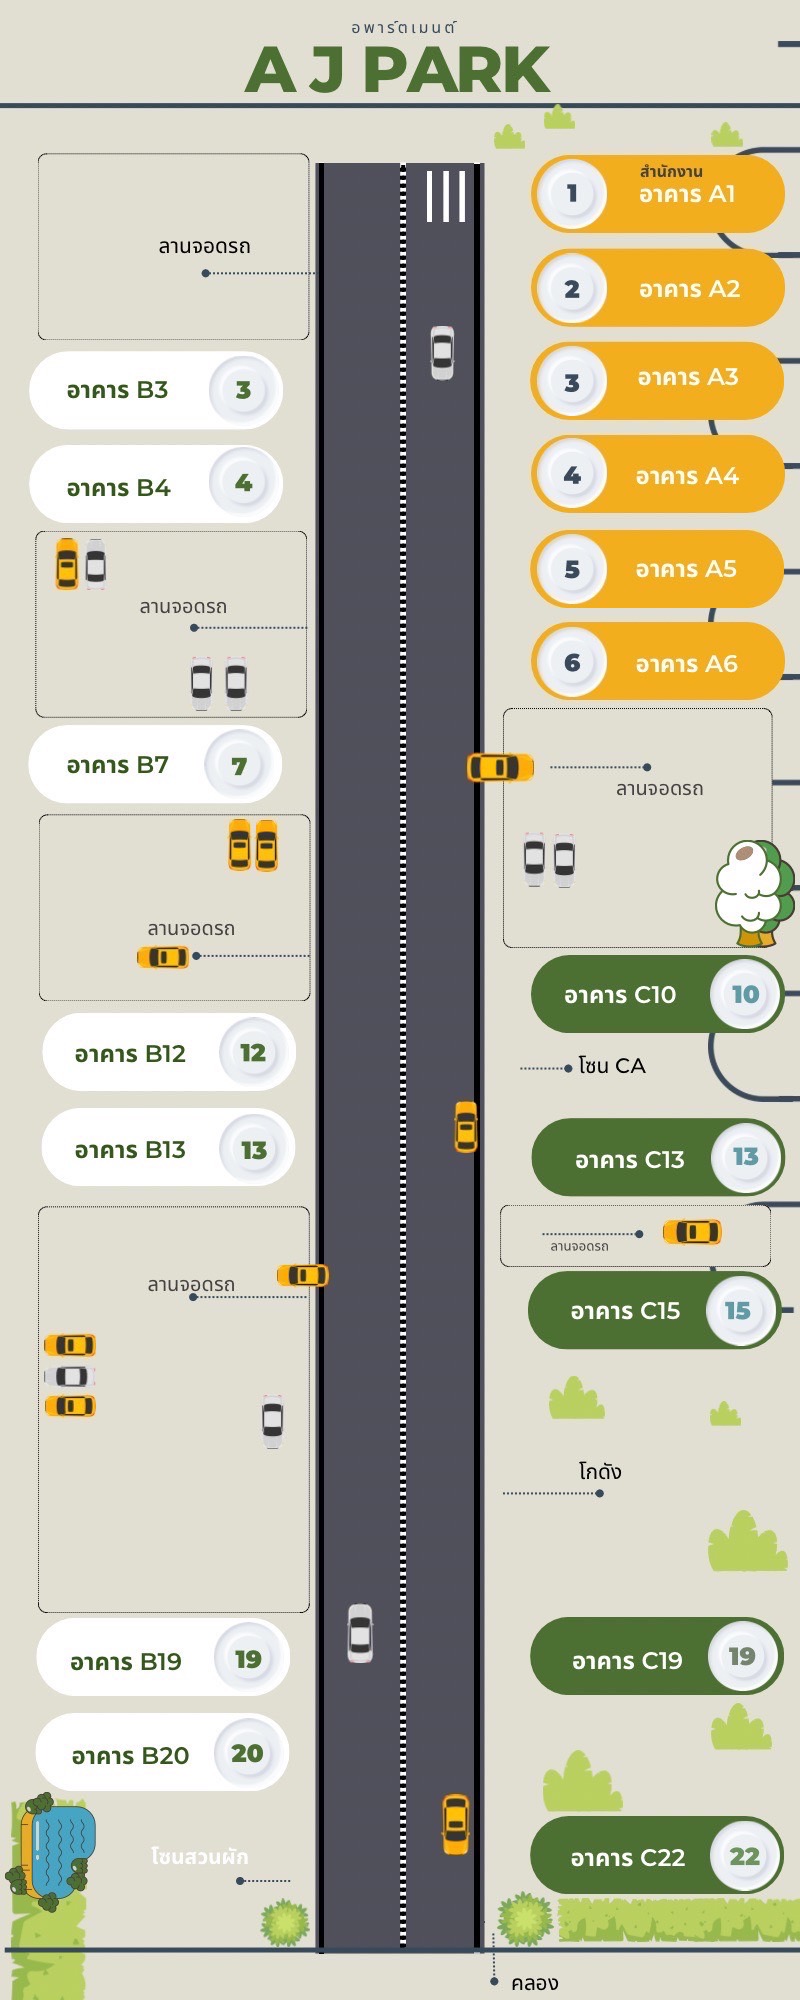 อพาร์ตเมนต์
A J PARK
ลานจอดรถ
สำนักงาน
1 อาคาร A1
2 อาคาร A2
อาคาร B3 3
3 อาคาร A3
อาคาร B4 4
4 อาคาร A4
5 อาคาร A5
ลานจอดรถ
6 อาคาร A6
อาคาร B7 7
ลานจอดรถ
ลานจอดรถ
อาคาร C10 10
อาคาร B12 12
โซน CA
อาคาร B13 13
อาคาร C13 13
ลานจอดรถ
ลานจอดรถ
อาคาร C15 15
โกดัง
อาคาร B19 19
อาคาร C19 19
อาคาร B20 20
โซนสวนผัก
อาคาร C22 22
คลอง